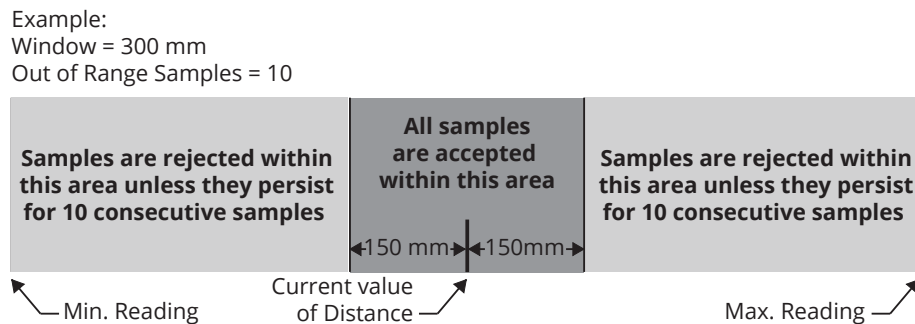 Example:
Window = 300 mm
Out of Range Samples = 10
Samples are rejected within
this area unless they persist
for 10 consecutive samples
All samples
are accepted
within this area
Samples are rejected within
this area unless they persist
for 10 consecutive samples
150 mm
150mm
Min. Reading
Current value
of Distance
Max. Reading